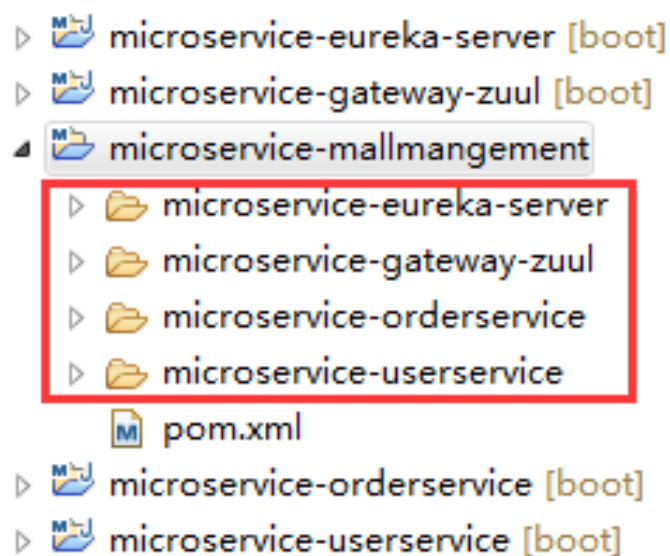 microservice-eureka-server [boot]
microservice-gateway-zuul [boot]
microservice-mallmangement
microservice-eureka-server
microservice-gateway-zuul
microservice-orderservice
microservice-userservice
pom.xml
microservice-orderservice [boot]
microservice-userservice [boot]